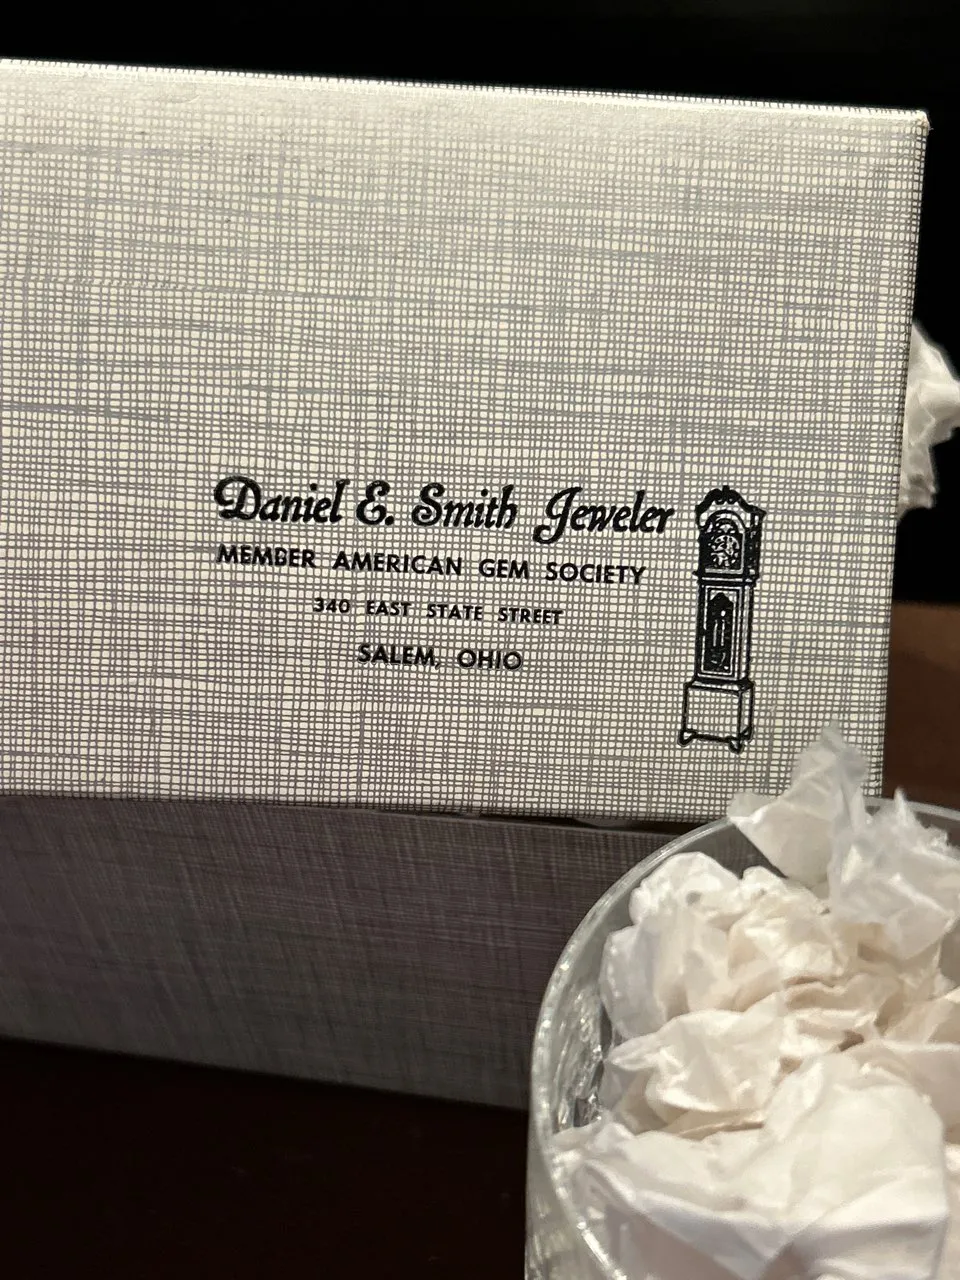 Daniel E. Smith Jeweler
MEMBER AMERICAN GEM SOCIETY
340 EAST STATE STREET
SALEM, OHIO